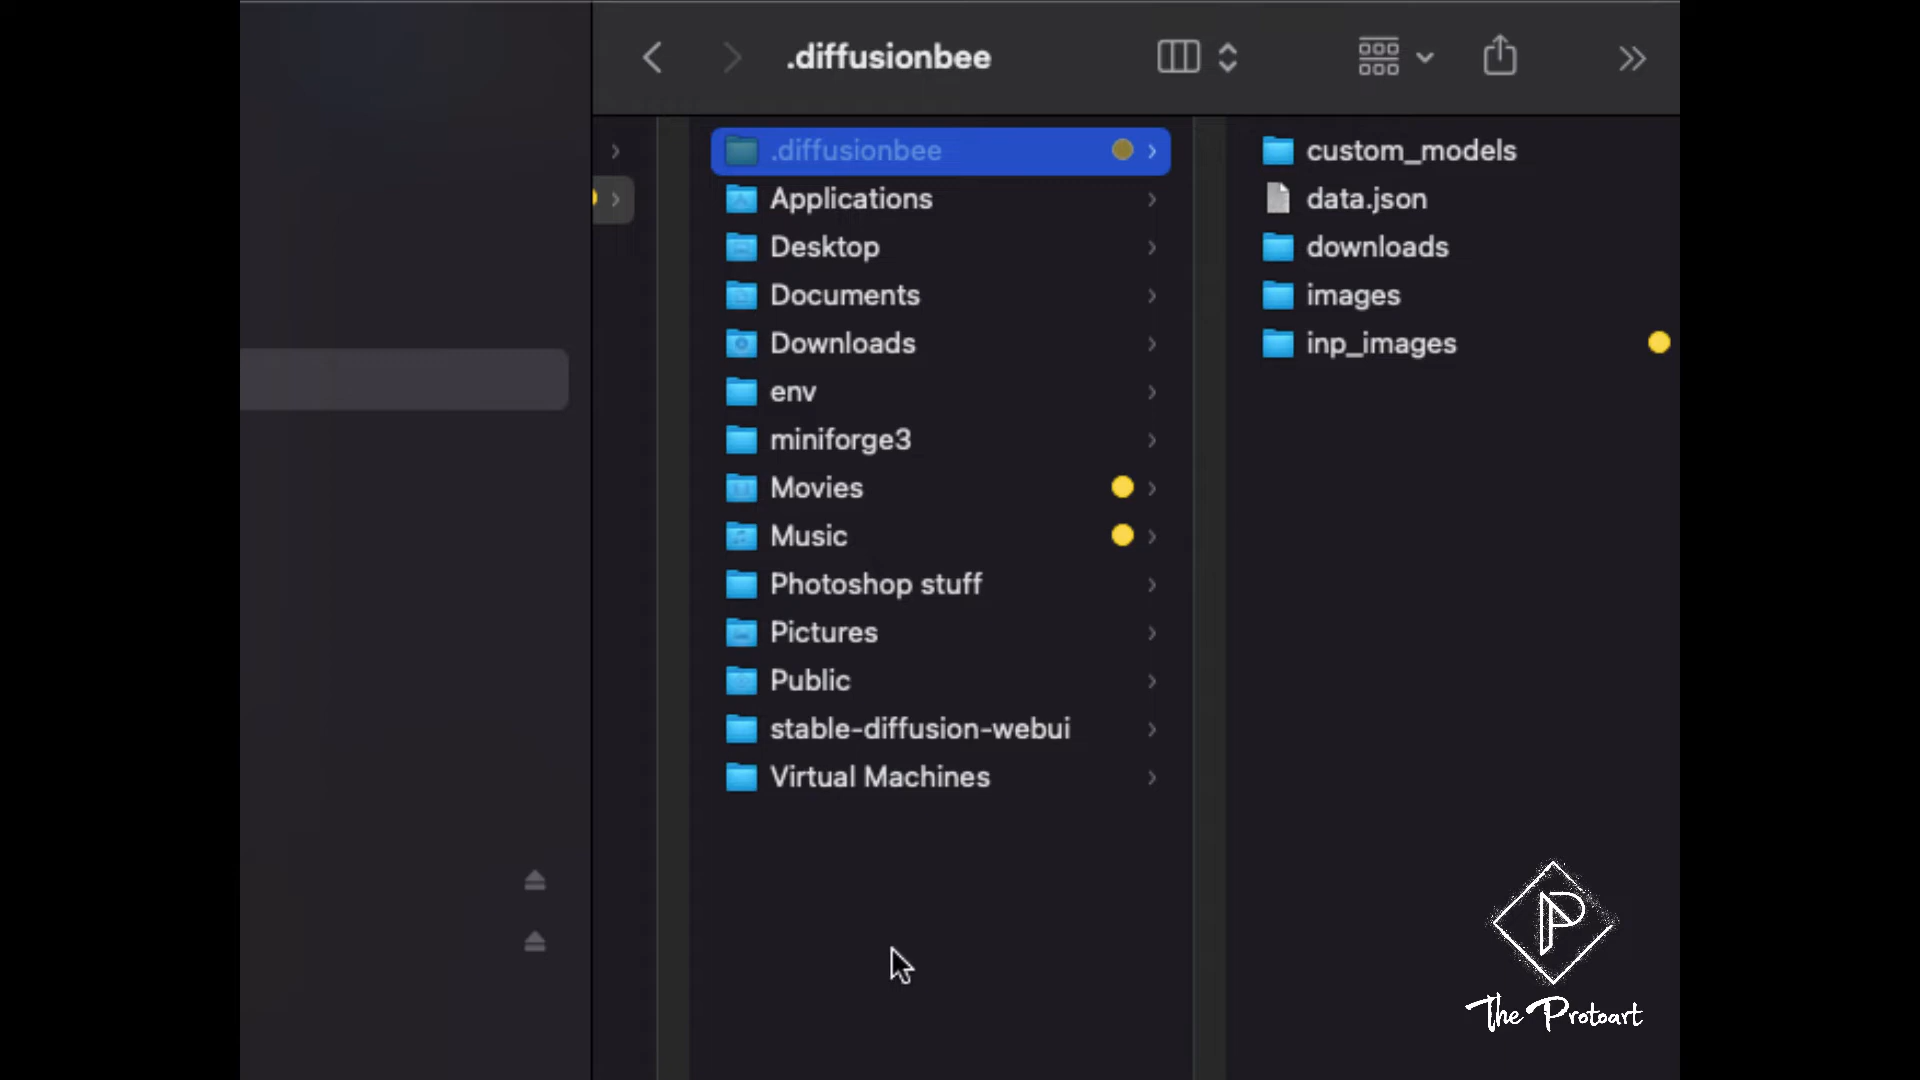 .diffusionbee
.diffusionbee
Applications
Desktop
Documents
Downloads
env
miniforge3
Movies
Music
Photoshop stuff
Pictures
Public
stable-diffusion-webui
Virtual Machines
custom_models
data.json
downloads
images
inp_images
P
The Protoart